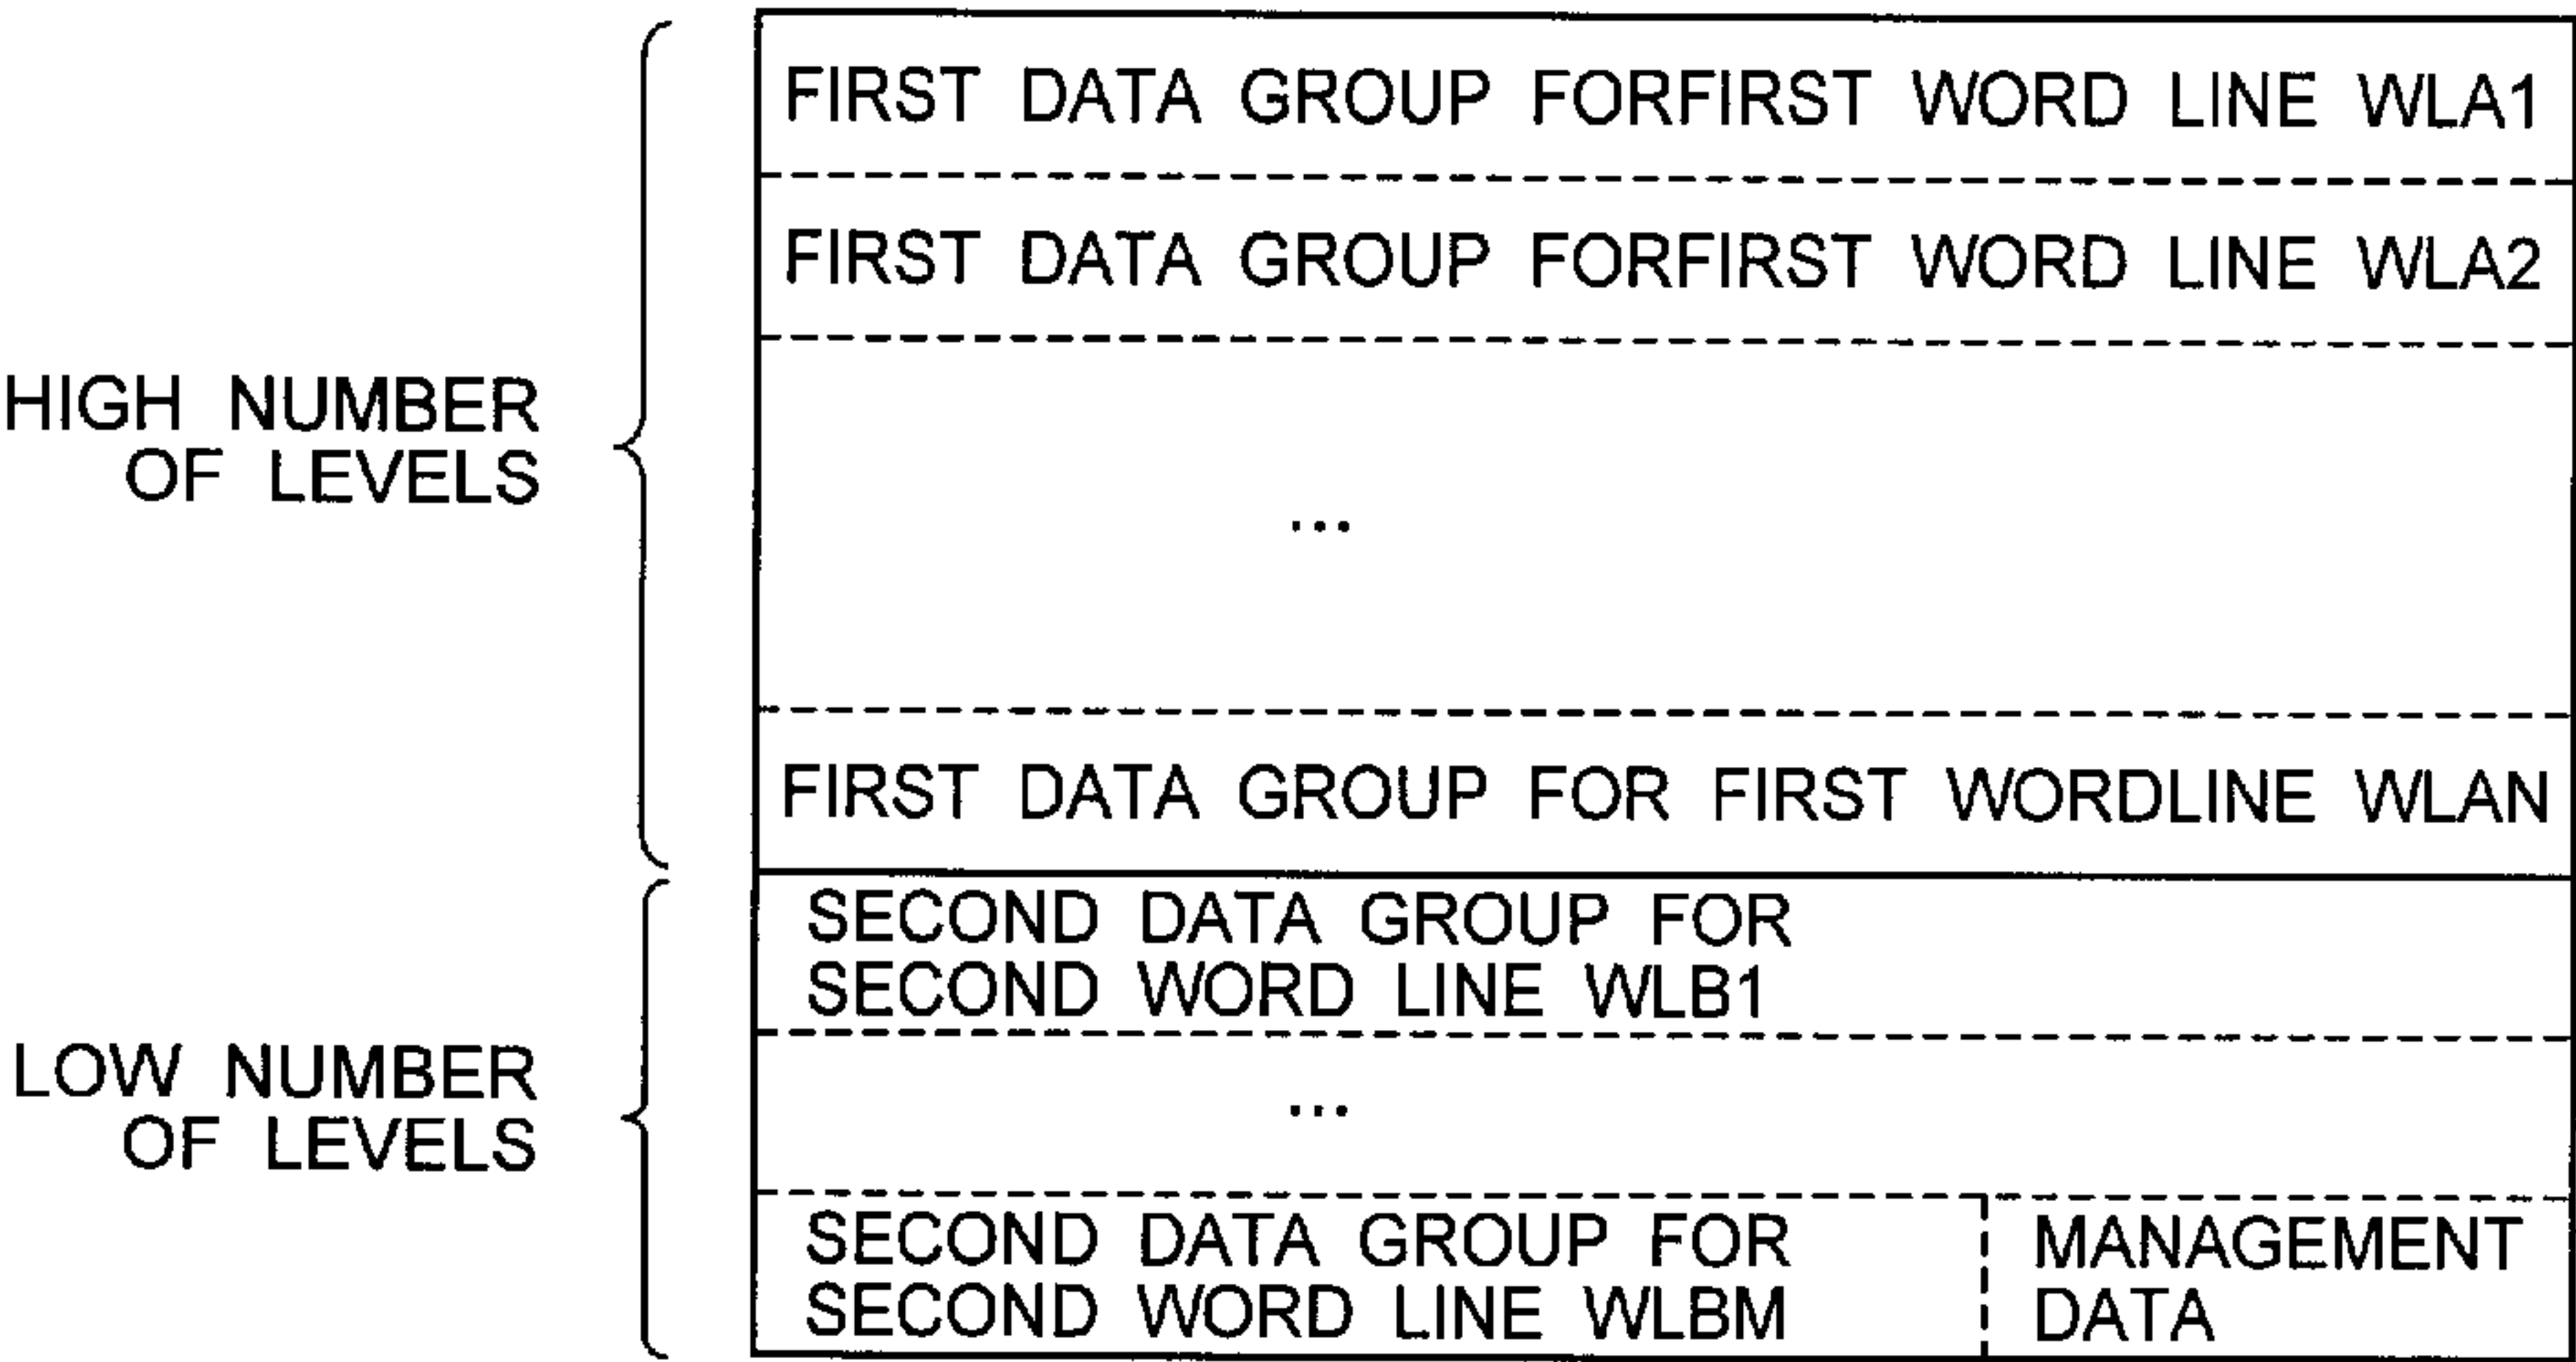 FIRST DATA GROUP FORFIRST WORD LINE WLA1
FIRST DATA GROUP FORFIRST WORD LINE WLA2
HIGH NUMBER
OF LEVELS
...
FIRST DATA GROUP FOR FIRST WORDLINE WLAN
SECOND DATA GROUP FOR
SECOND WORD LINE WLB1
LOW NUMBER
OF LEVELS
...
SECOND DATA GROUP FOR
SECOND WORD LINE WLBM
MANAGEMENT
DATA